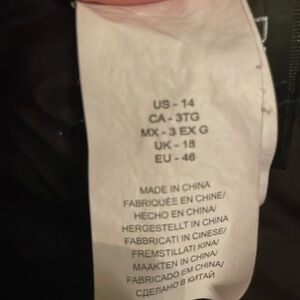 US - 14
CA - 3TG
MX - 3 EX G
UK - 18
EU - 46
MADE IN CHINA
FABRIQUÉE EN CHINE/
HECHO EN CHINA/
HERGESTELLT IN CHINA
FABBRICATI IN CINESE/
FREMSTILLATI KINA/
MAAKTEN IN CHINA/
FABRICADO EM CHINA/
СДЕЛАНО В КИТАЙ